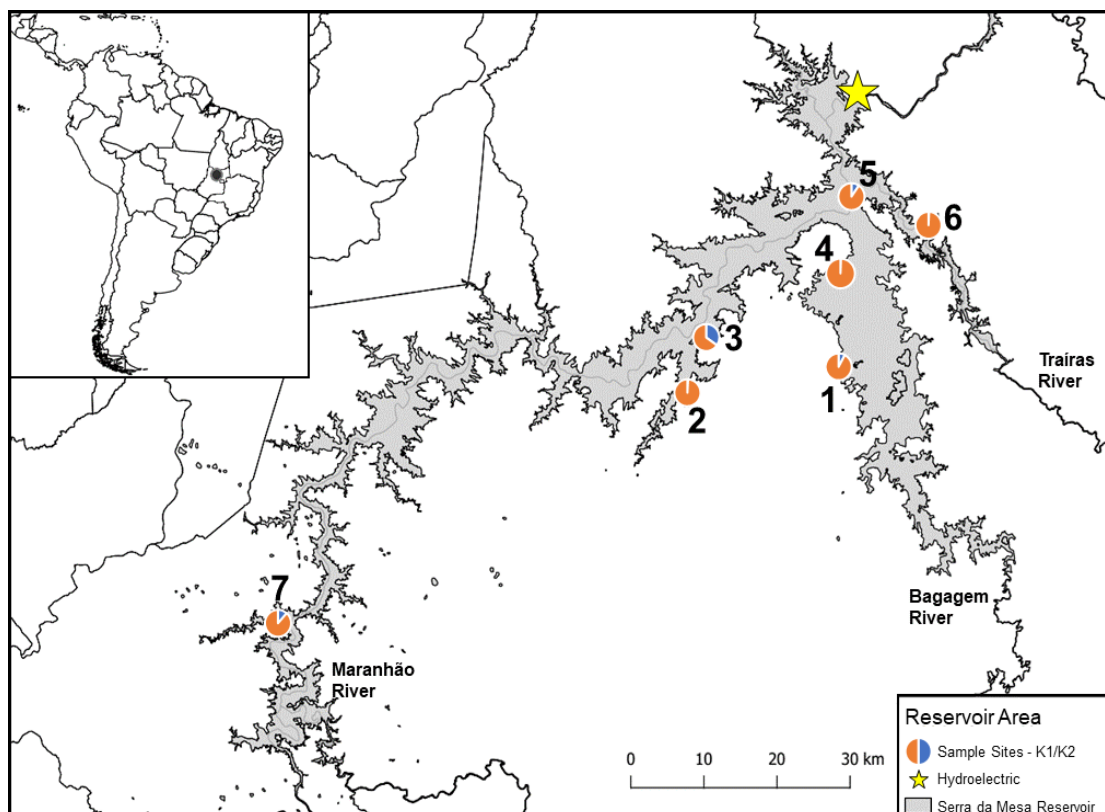 5
6
4
3
Traíras
River
1
2
7
Bagagem
River
Maranhão
River
Reservoir Area
Sample Sites - K1/K2
Hydroelectric
Serra da Mesa Reservoir
0 10 20 30 km